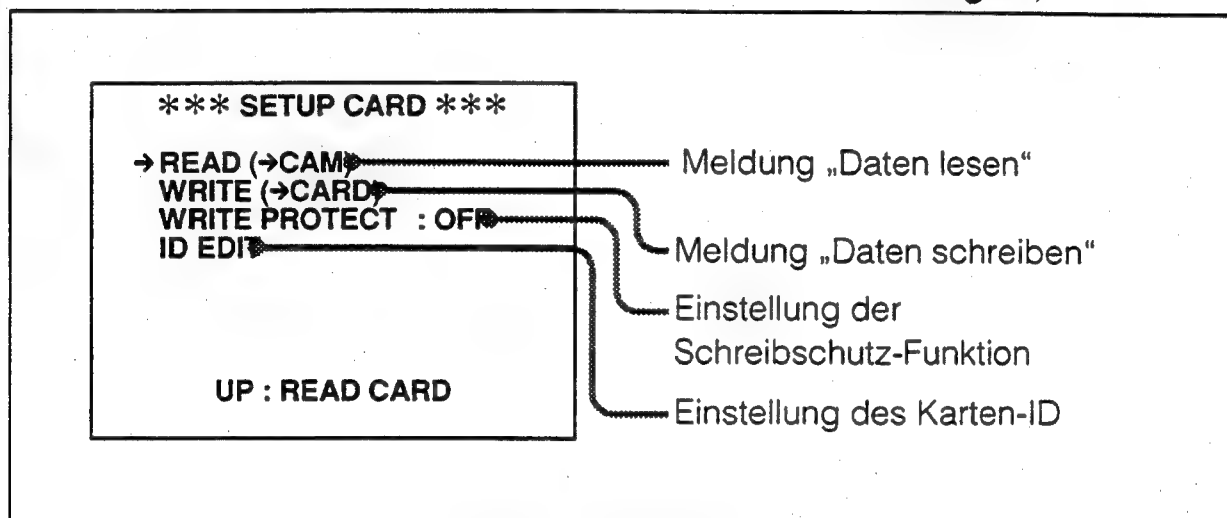 *** SETUP CARD ***
→ READ (→CAM)
WRITE (→CARD)
WRITE PROTECT : OFF
ID EDIT
UP : READ CARD
Meldung „Daten lesen“
Meldung „Daten schreiben“
Einstellung der
Schreibschutz-Funktion
Einstellung des Karten-ID